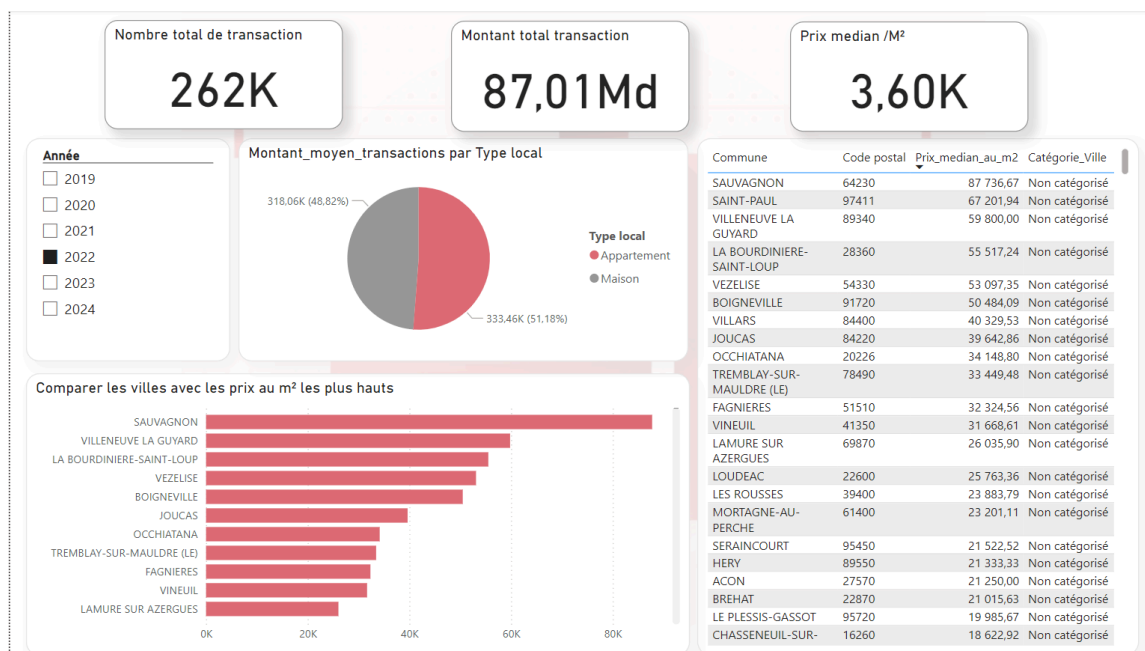 Nombre total de transaction
262K
Montant total transaction
87,01Md
Prix median /M²
3,60K
Année
2019
2020
2021
2022
2023
2024
Montant_moyen_transactions par Type local
318.06K (48,82%)
333.46K (51,18%)
Type local
Appartement
Maison
Comparer les villes avec les prix au m² les plus hauts
SAUVAGNON
VILLENEUVE LA GUYARD
LA BOURDINIERE-SAINT-LOUP
VEZELISE
BOIGNEVILLE
JOUCAS
OCCHIATANA
TREMBLAY-SUR-MAULDRE (LE)
FAGNIERES
VINEUIL
LAMURE SUR AZERGUES
0K 20K 40K 60K 80K
Commune Code postal Prix_median_au_m2 Catégorie_Ville
SAUVAGNON 64230 87 736,67 Non catégorisé
SAINT-PAUL 97411 67 201,94 Non catégorisé
VILLENEUVE LA 89340 59 800,00 Non catégorisé
GUYARD
LA BOURDINIERE- 28360 55 517,24 Non catégorisé
SAINT-LOUP
VEZELISE 54330 53 097,35 Non catégorisé
BOIGNEVILLE 91720 50 484,09 Non catégorisé
VILLARS 84400 40 329,53 Non catégorisé
JOUCAS 84220 39 642,86 Non catégorisé
OCCHIATANA 20226 34 148,80 Non catégorisé
TREMBLAY-SUR- 78490 33 449,48 Non catégorisé
MAULDRE (LE)
FAGNIERES 51510 32 324,56 Non catégorisé
VINEUIL 41350 31 668,61 Non catégorisé
LAMURE SUR 69870 26 035,90 Non catégorisé
AZERGUES
LOUDEAC 22600 25 763,36 Non catégorisé
LES ROUSSES 39400 23 883,79 Non catégorisé
MORTAGNE-AU- 61400 23 201,11 Non catégorisé
PERCHE
SERAINCOURT 95450 21 522,52 Non catégorisé
HERY 89550 21 333,33 Non catégorisé
ACON 27570 21 250,00 Non catégorisé
BREHAT 22870 21 015,63 Non catégorisé
LE PLESSIS-GASSOT 95720 19 985,67 Non catégorisé
CHASSENEUIL-SUR- 16260 18 622,92 Non catégorisé